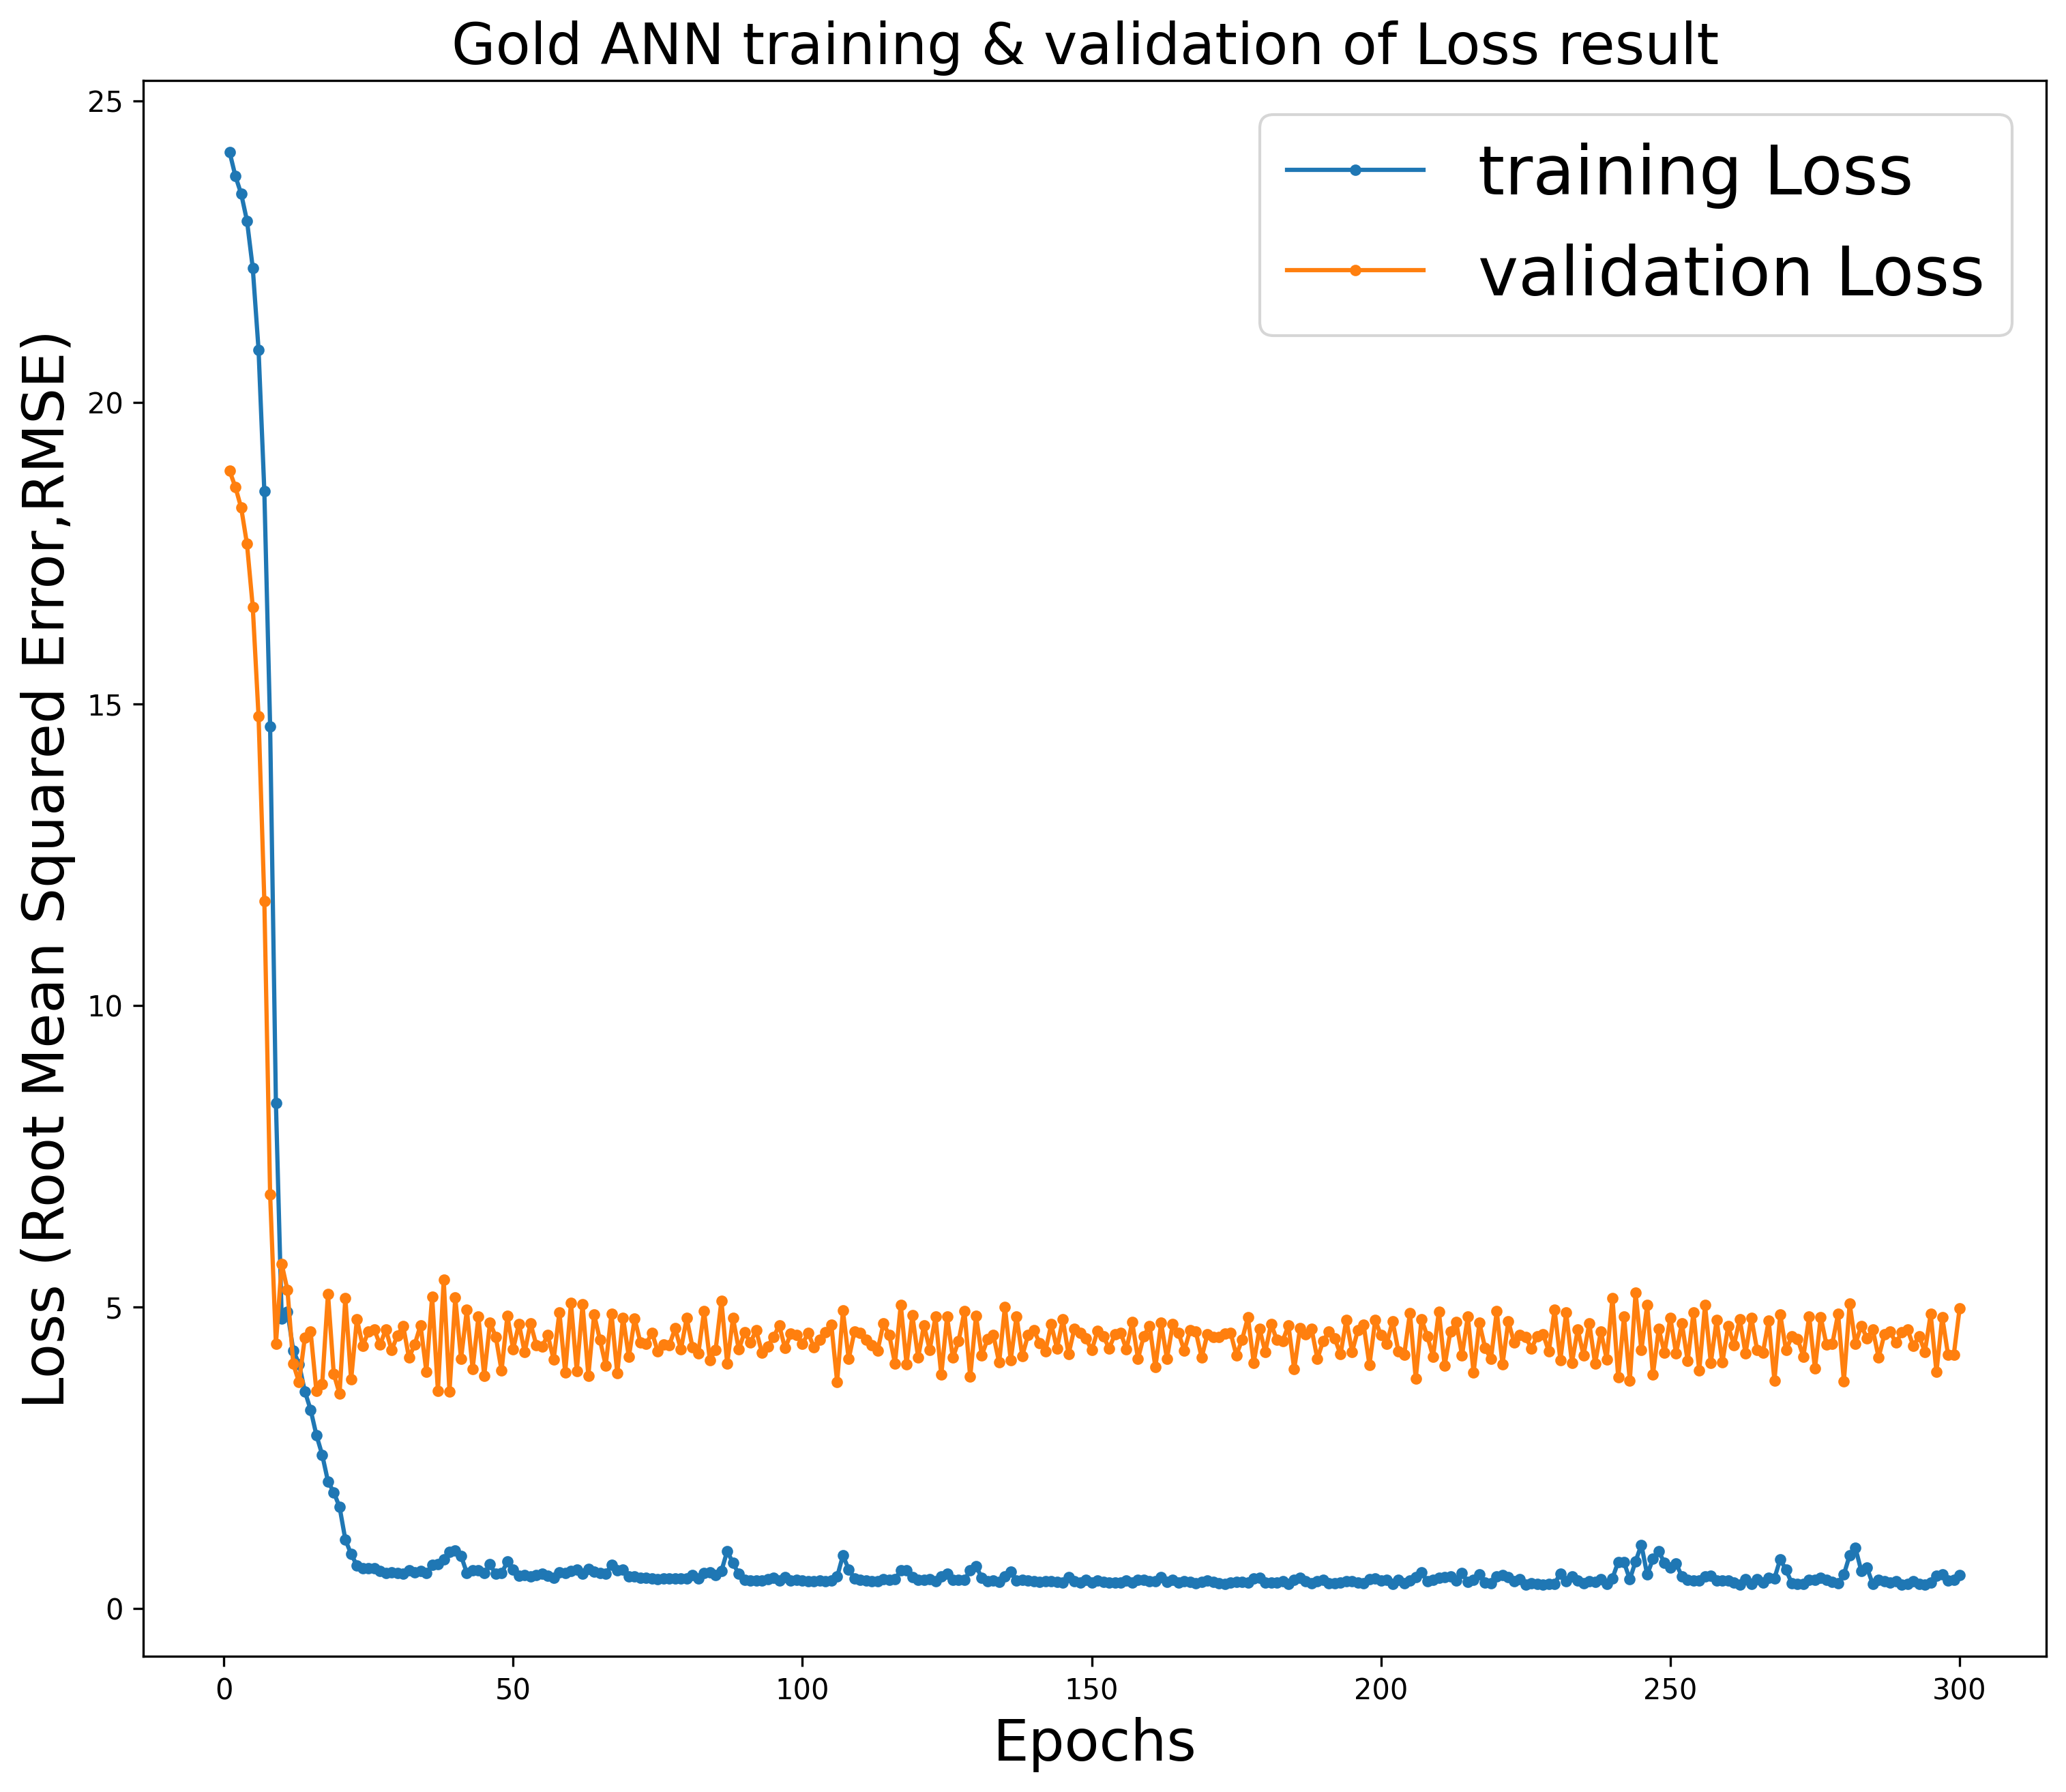 Gold ANN training & validation of Loss result
training Loss
validation Loss
Loss (Root Mean Squared Error,RMSE)
25
20
15
10
5
0
0 50 100 150 200 250 300
Epochs